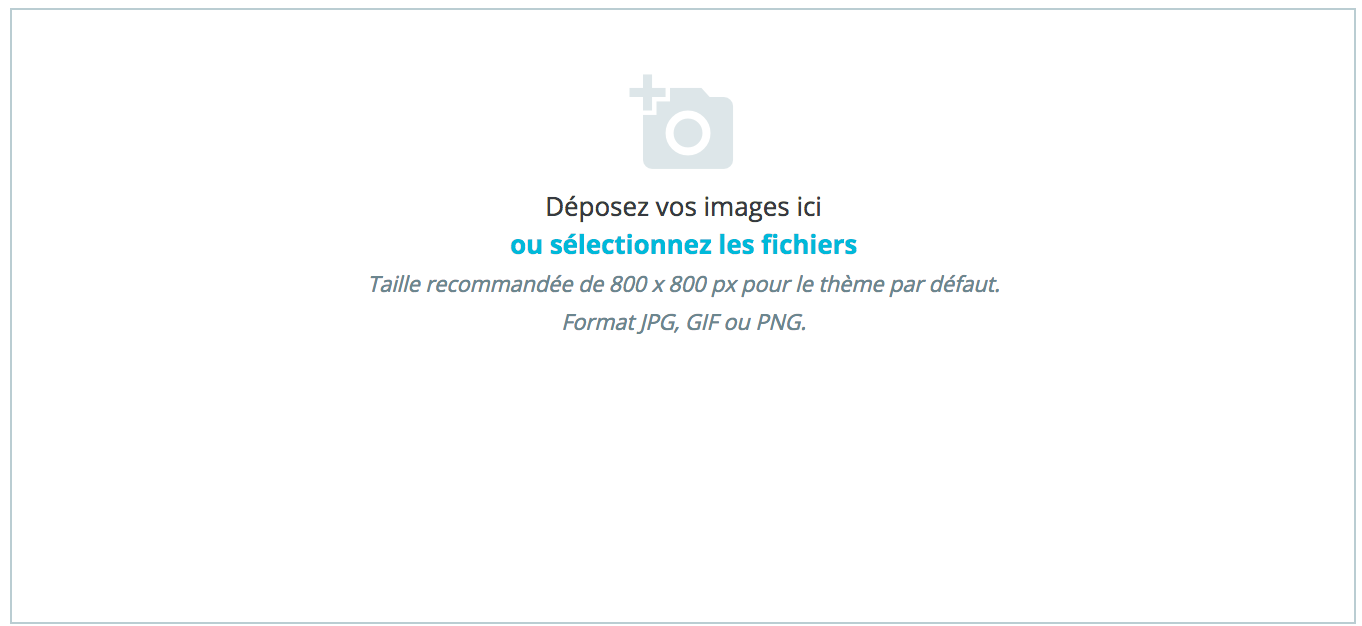 Déposez vos images ici
ou sélectionnez les fichiers
Taille recommandée de 800 x 800 px pour le thème par défaut.
Format JPG, GIF ou PNG.